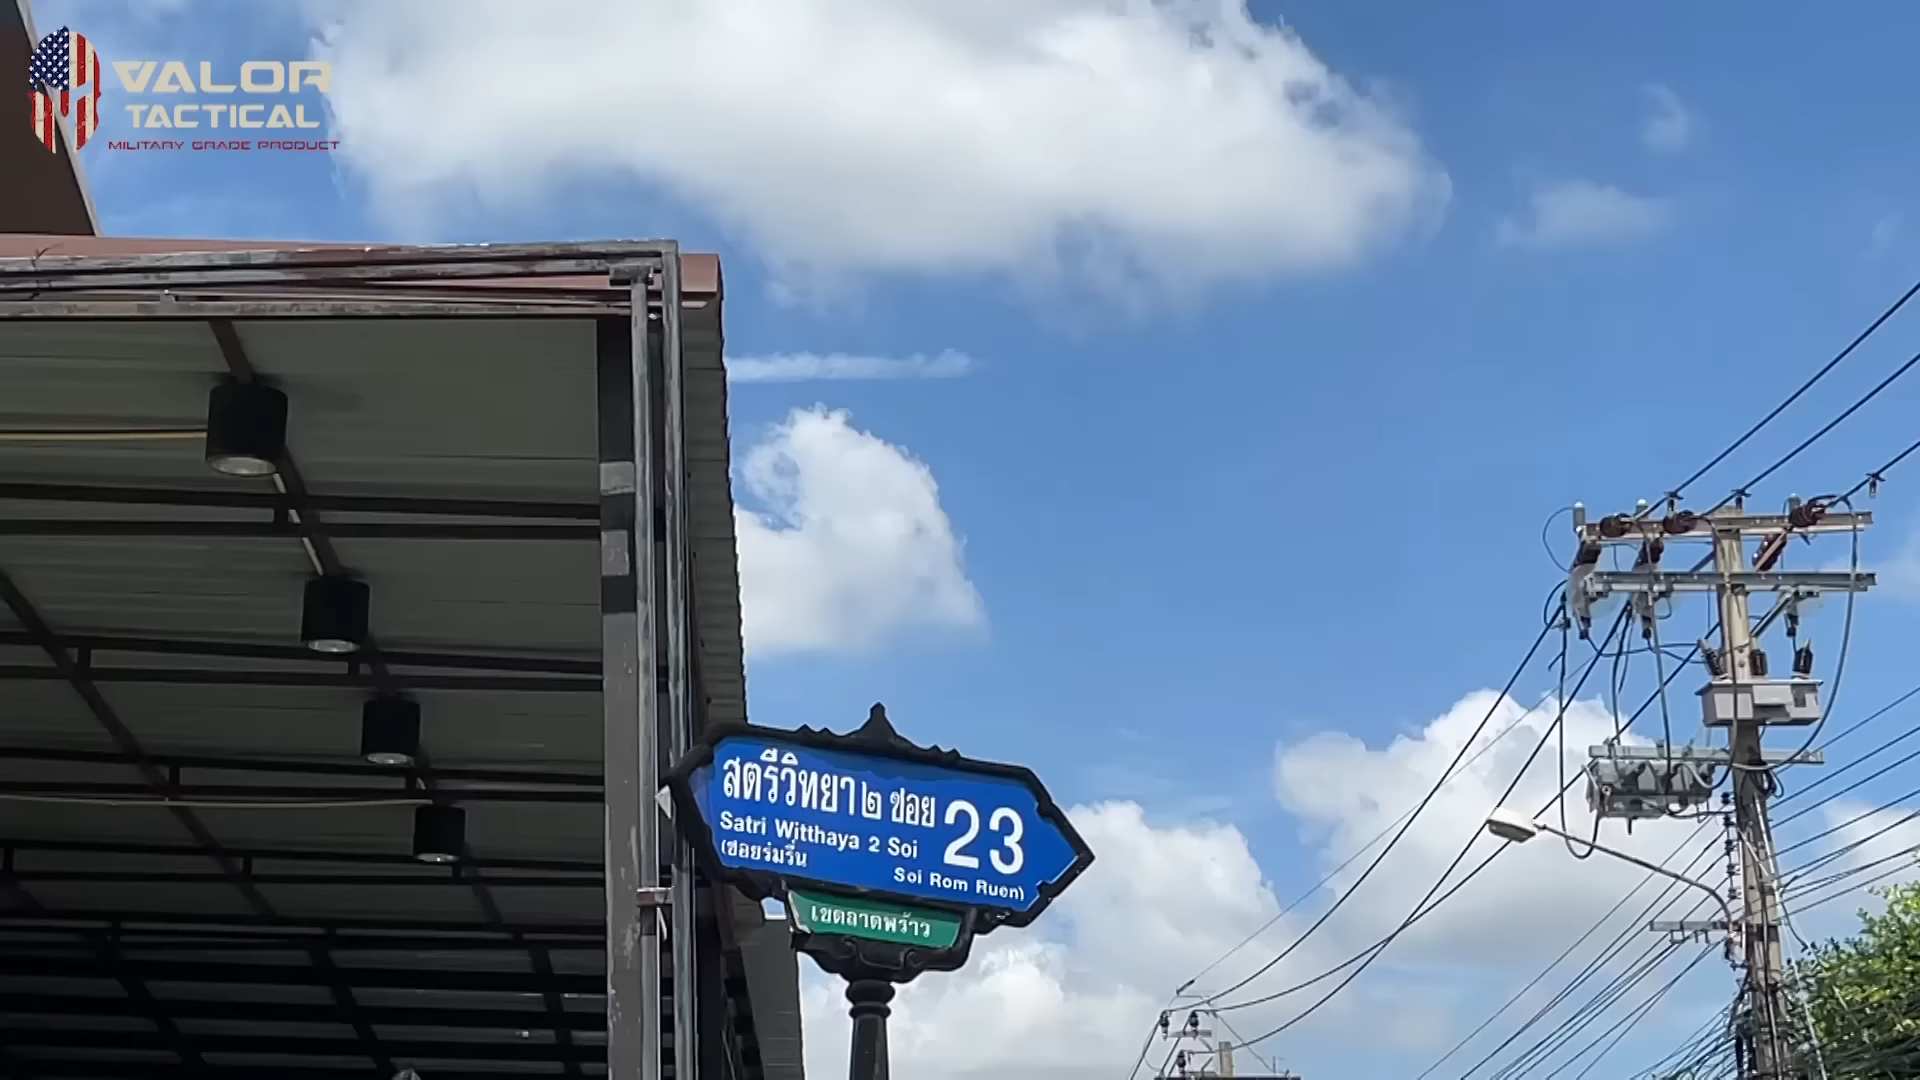 VALOR
TACTICAL
MILITARY GRADE PRODUCT
สตรีวิทยา ๒ ซอย 23
Satri Witthaya 2 Soi
(ซอยร่มรื่น
Soi Rom Ruen)
เขตลาดพร้าว